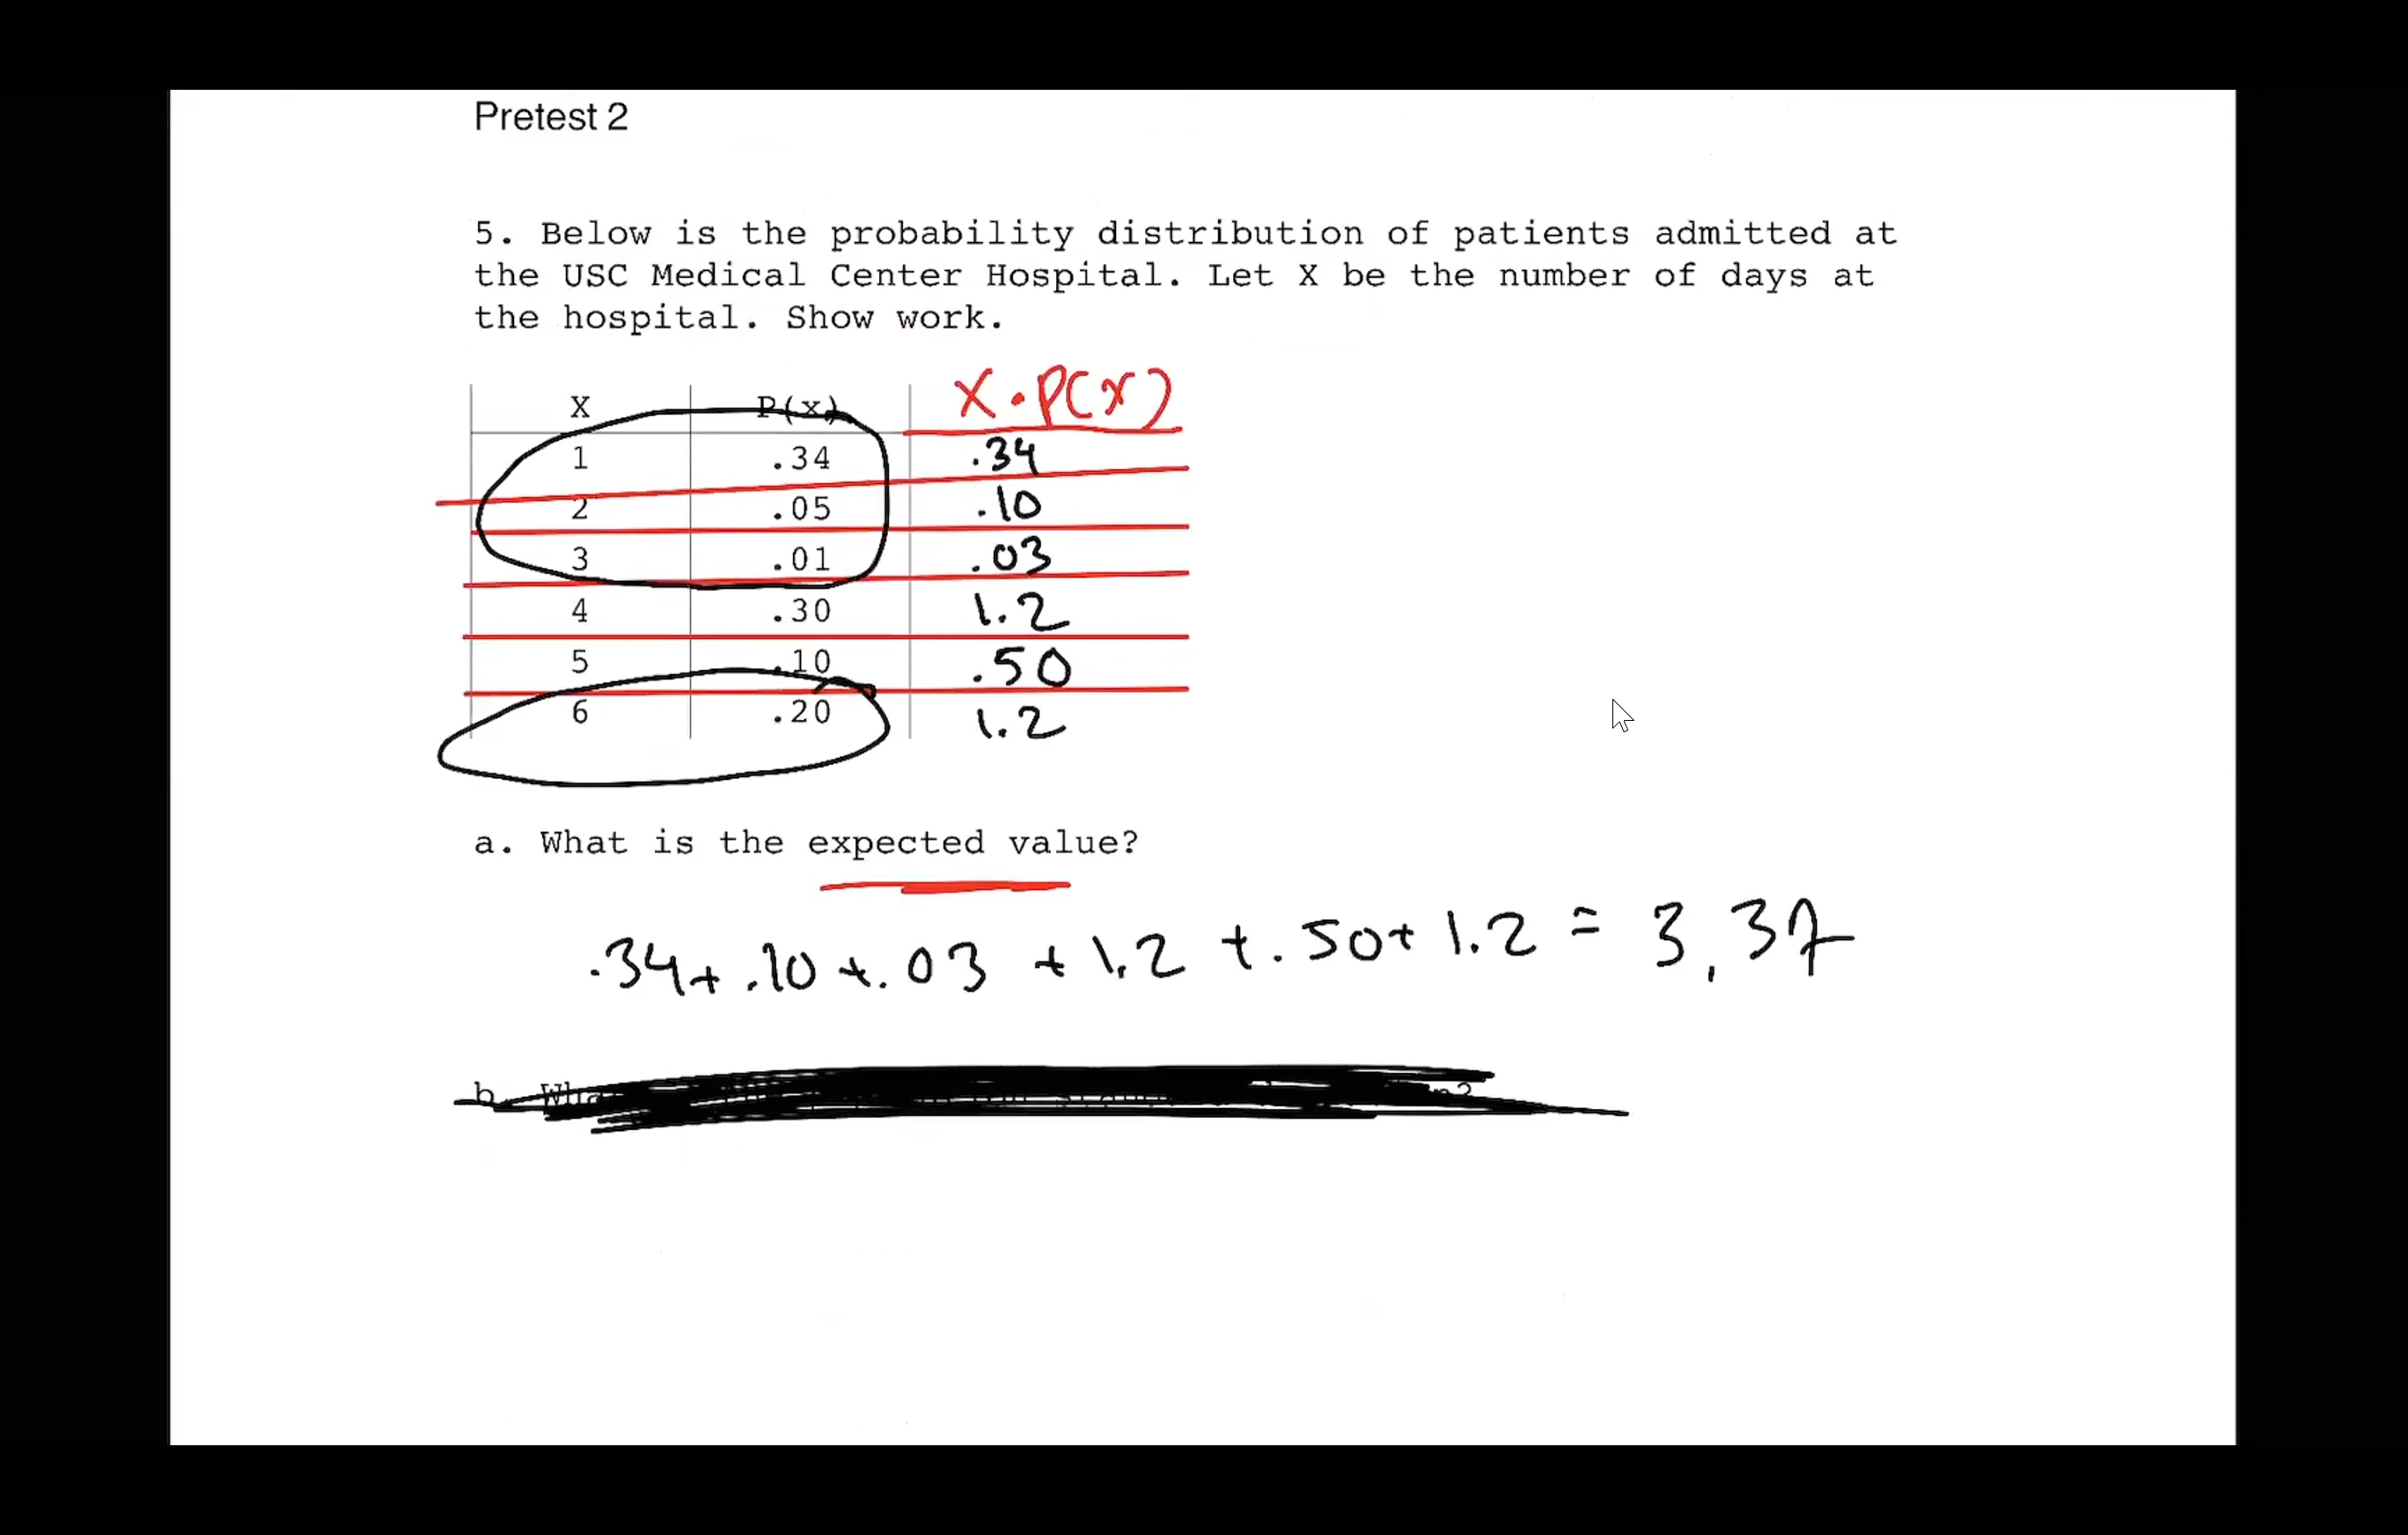 Pretest 2
5. Below is the probability distribution of patients admitted at
the USC Medical Center Hospital. Let X be the number of days at
the hospital. Show work.
X P(x) X·P(x)
1 .34 .34
2 .05 .10
3 .01 .03
4 .30 1.2
5 .10 .50
6 .20 1.2
a. What is the expected value?
.34+.10+.03+1.2+.50+1.2=3.37
b.